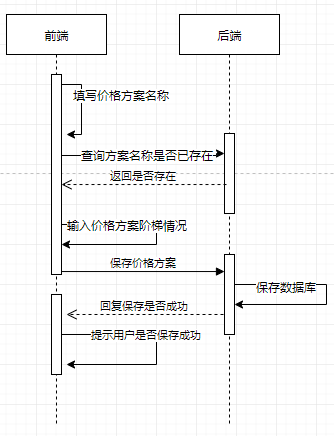 前端
后端
填写价格方案名称
查询方案名称是否已存在
返回是否存在
输入价格方案阶梯情况
保存价格方案
保存数据库
回复保存是否成功
提示用户是否保存成功